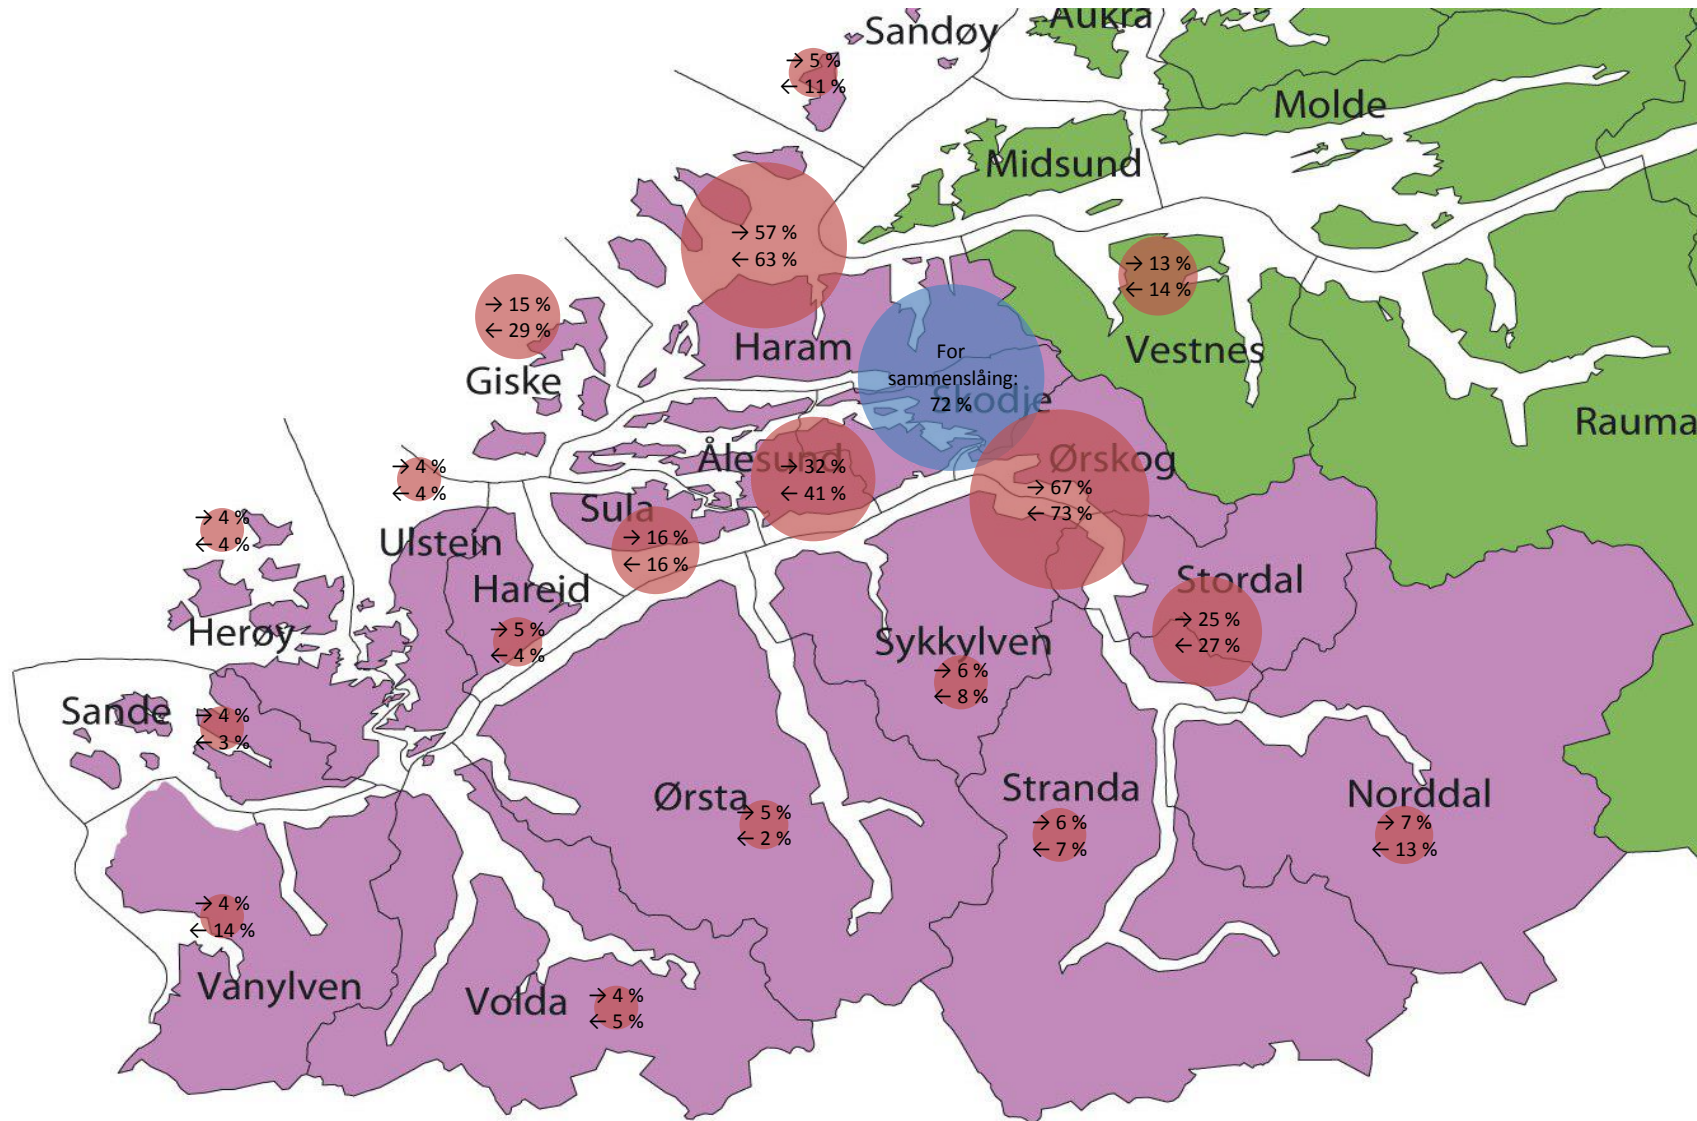 Sandøy
Aukra
→ 5 %
← 11 %
Molde
Midsund
→ 57 %
← 63 %
→ 13 %
← 14 %
→ 15 %
← 29 %
Haram
Vestnes
Giske
For
sammenslåing:
72 %
Skodje
Rauma
Ålesund
→ 32 %
← 41 %
Ørskog
→ 67 %
← 73 %
→ 4 %
← 4 %
Sula
→ 16 %
← 16 %
→ 4 %
← 4 %
Ulstein
Hareid
→ 5 %
← 4 %
Stordal
→ 25 %
← 27 %
Herøy
Sykkylven
→ 6 %
← 8 %
Sande
→ 4 %
← 3 %
Ørsta
→ 5 %
← 2 %
Stranda
→ 6 %
← 7 %
Norddal
→ 7 %
← 13 %
→ 4 %
← 14 %
Vanylven
Volda
→ 4 %
← 5 %